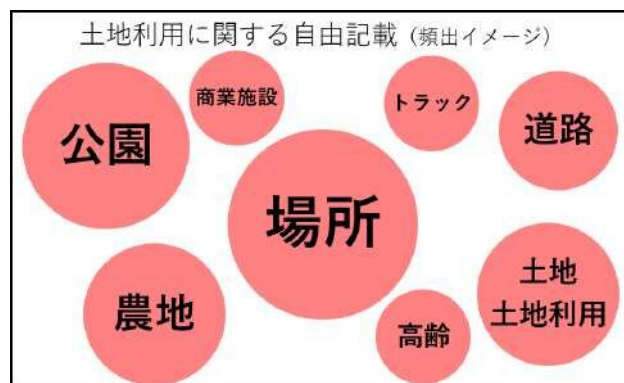 土地利用に関する自由記載（頻出イメージ）
商業施設
トラック
公園
道路
場所
農地
土地
土地利用
高齢